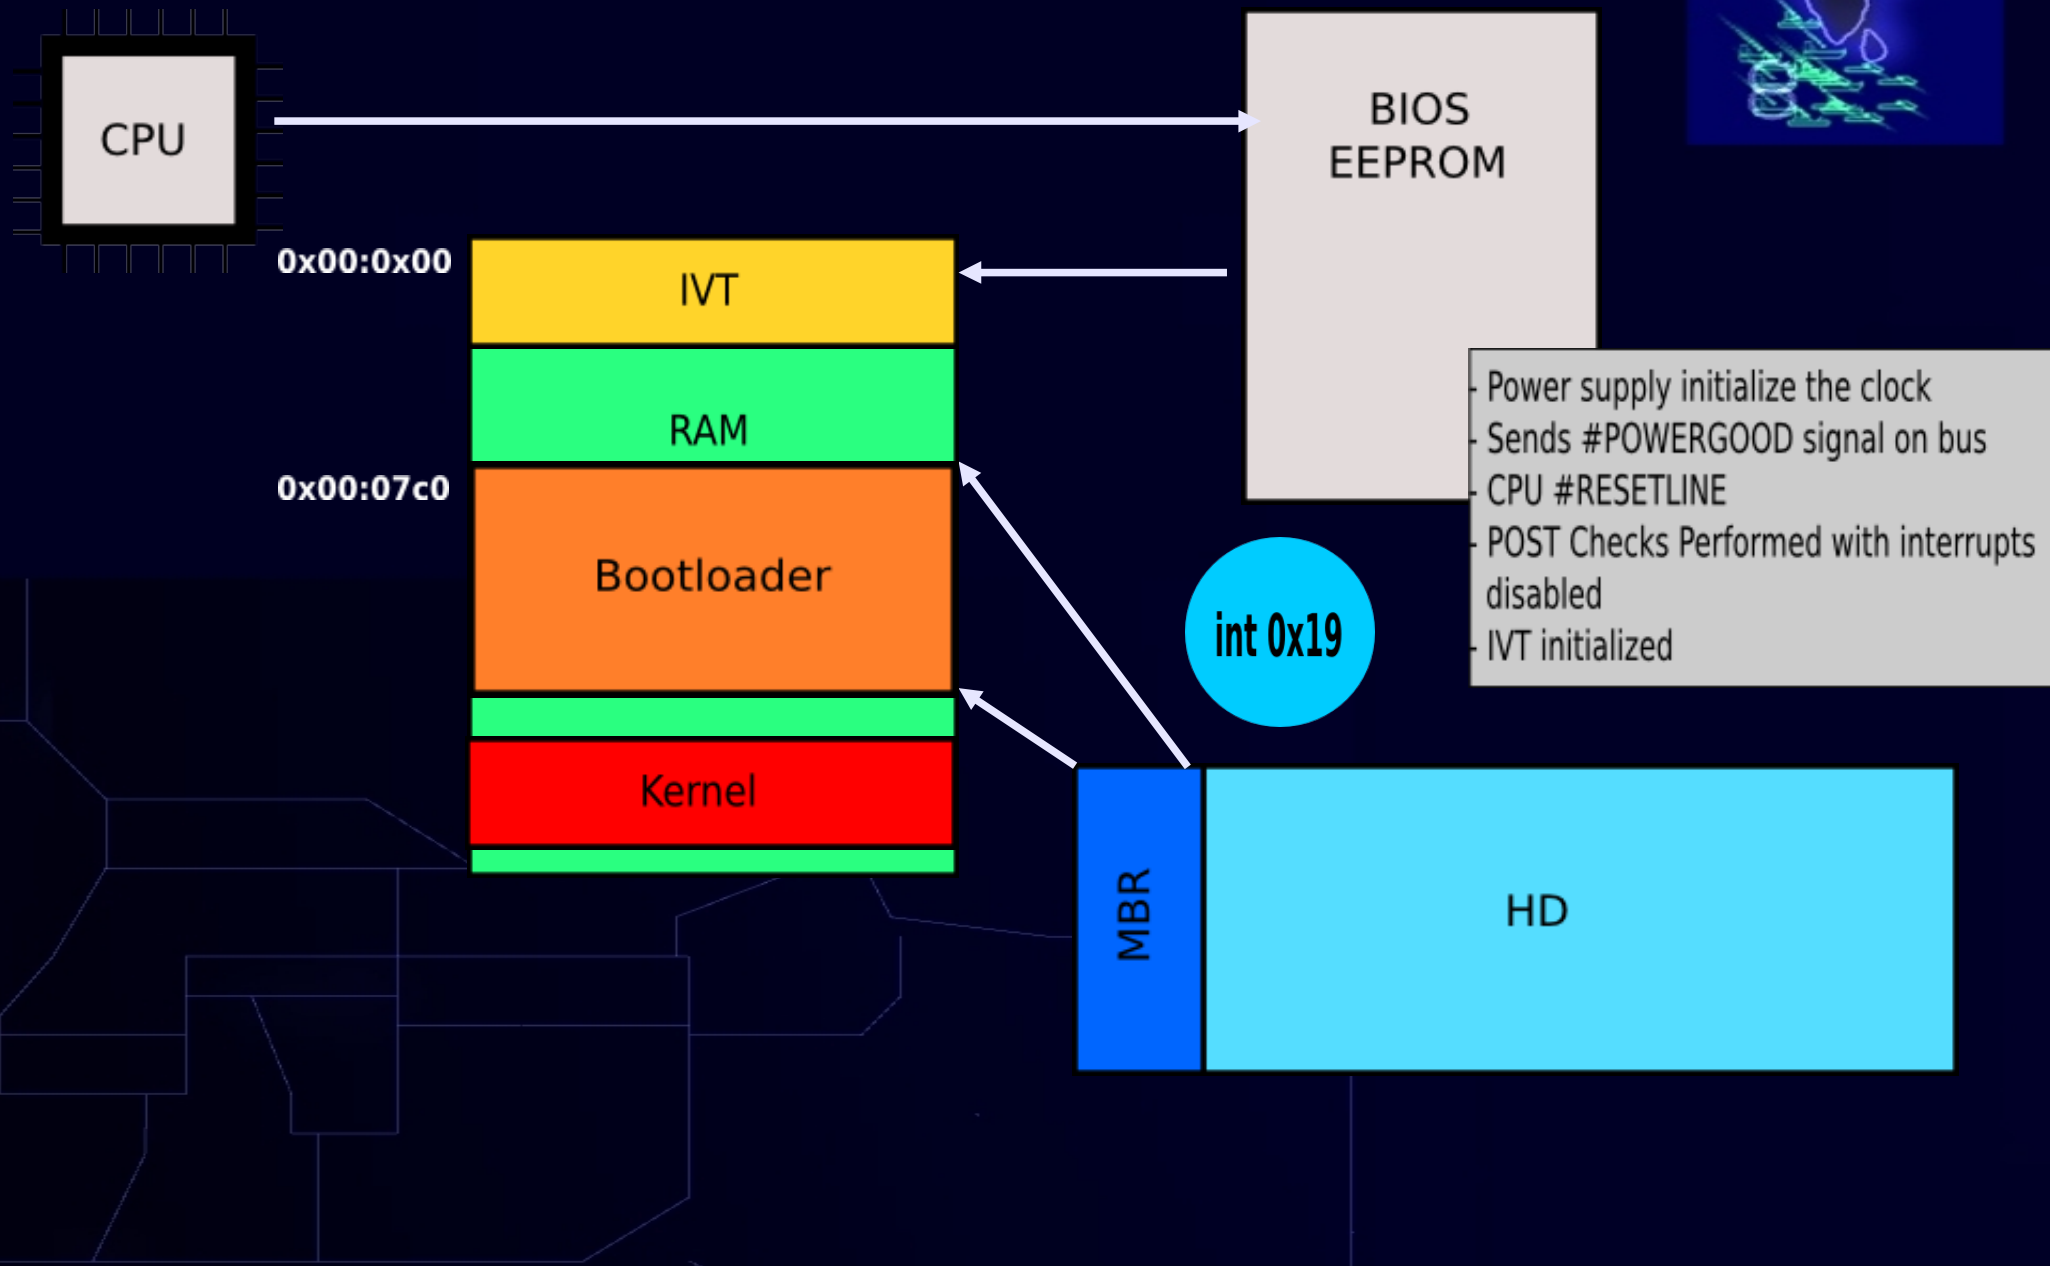 CPU
BIOS
EEPROM
0x00:0x00
IVT
RAM
0x00:07c0
Bootloader
Kernel
- Power supply initialize the clock
- Sends #POWERGOOD signal on bus
- CPU #RESETLINE
- POST Checks Performed with interrupts
disabled
- IVT initialized
int 0x19
MBR
HD